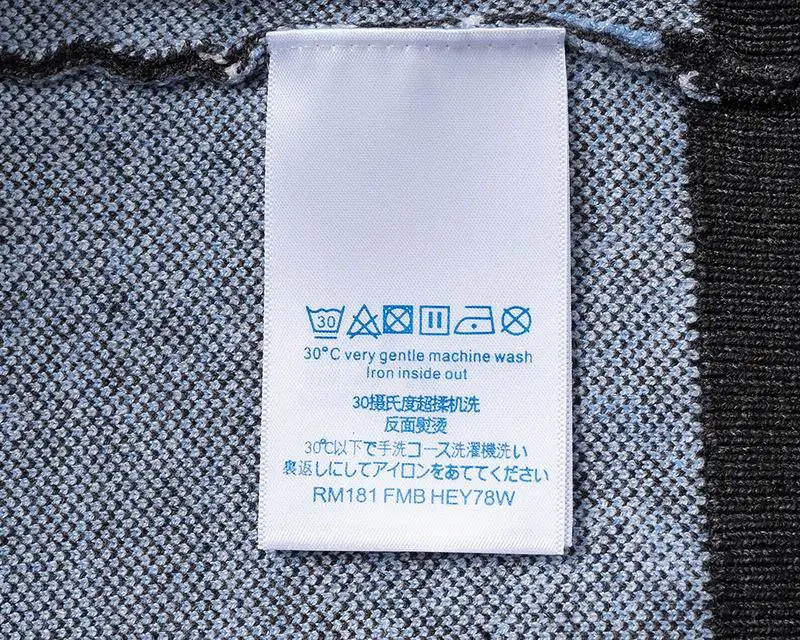 30
30°C very gentle machine wash
Iron inside out
30摄氏度超揉机洗
反面熨烫
30℃以下で手洗コース洗濯機洗い
裏返しにしてアイロンをあててください
RM181 FMB HEY78W